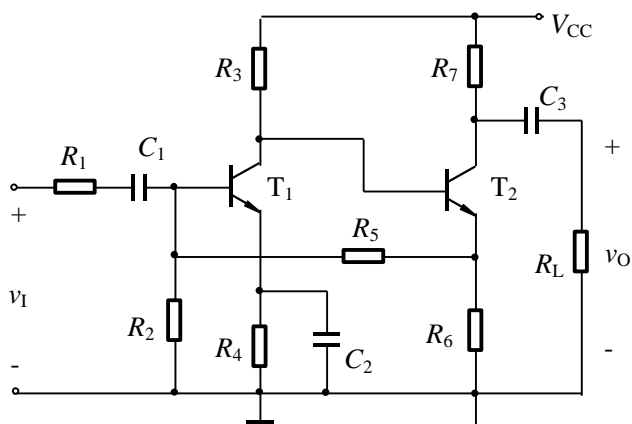 V_CC
R_3
R_7
C_3
R_1
C_1
+
T_1
T_2
+
R_5
v_I
R_L
v_O
R_2
R_4
C_2
R_6
-
-